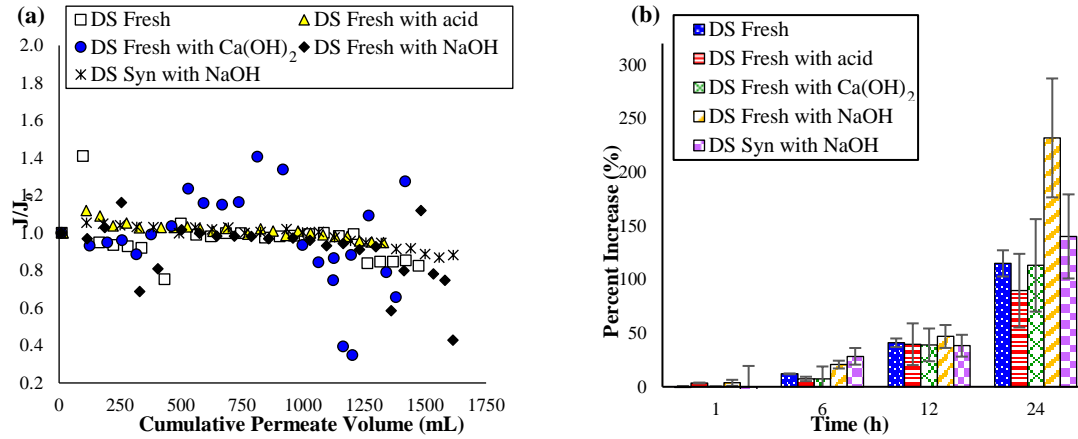 (a)
DS Fresh
DS Fresh with acid
DS Fresh with Ca(OH)2
DS Fresh with NaOH
DS Syn with NaOH
2.0
1.8
1.6
1.4
1.2
1.0
0.8
0.6
0.4
0.2
0
250
500
750
1000
1250
1500
1750
Cumulative Permeate Volume (mL)
(b)
DS Fresh
DS Fresh with acid
DS Fresh with Ca(OH)2
DS Fresh with NaOH
DS Syn with NaOH
Percent Increase (%)
300
250
200
150
100
50
0
1
6
12
24
Time (h)